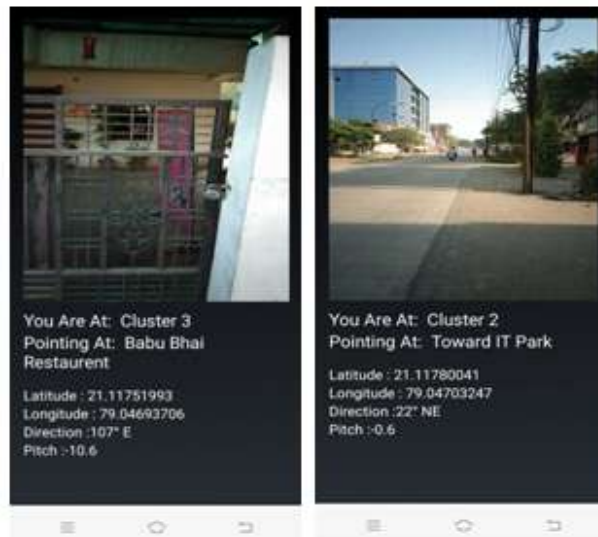 You Are At: Cluster 3
Pointing At: Babu Bhai
Restaurent
Latitude : 21.11751993
Longitude : 79.04693706
Direction :107° E
Pitch :-10.6
You Are At: Cluster 2
Pointing At: Toward IT Park
Latitude : 21.11780041
Longitude : 79.04703247
Direction :22° NE
Pitch :-0.6